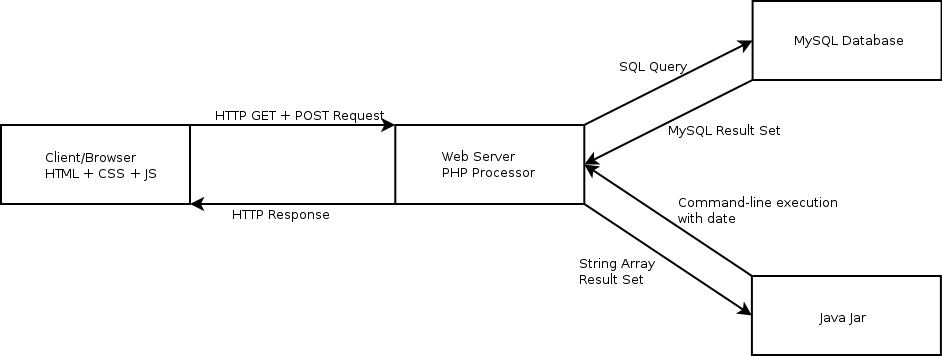 MySQL Database
SQL Query
HTTP GET + POST Request
MySQL Result Set
Client/Browser
HTML + CSS + JS
Web Server
PHP Processor
HTTP Response
Command-line execution
with date
String Array
Result Set
Java Jar